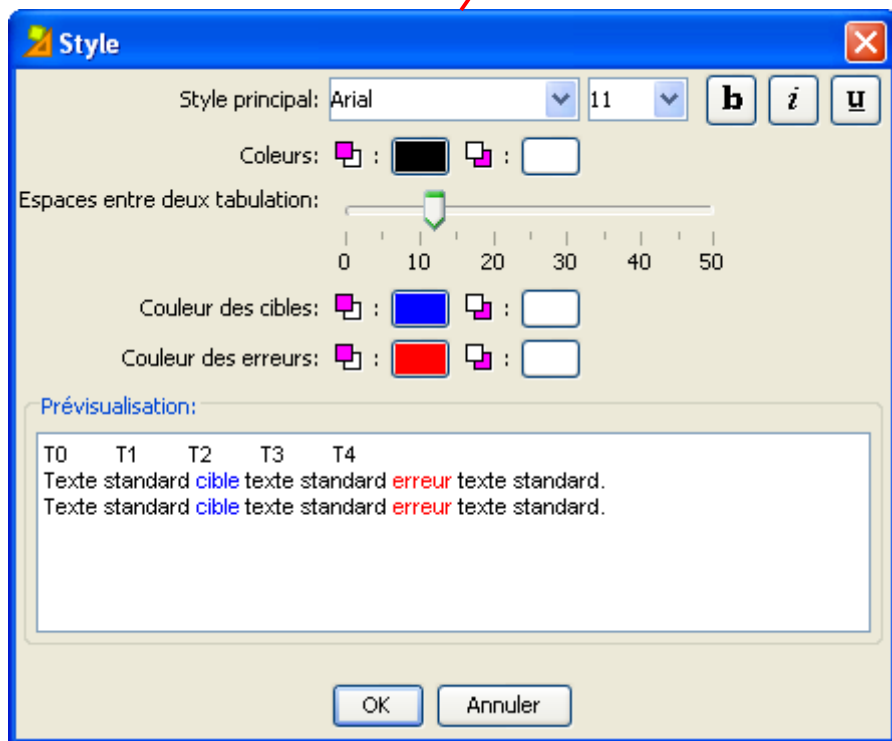 Style
Style principal: Arial 11 b i u
Coleurs: : :
Espaces entre deux tabulation:
0 10 20 30 40 50
Couleur des cibles: : :
Couleur des erreurs: : :
Prévisualisation:
T0 T1 T2 T3 T4
Texte standard cible texte standard erreur texte standard.
Texte standard cible texte standard erreur texte standard.
OK Annuler